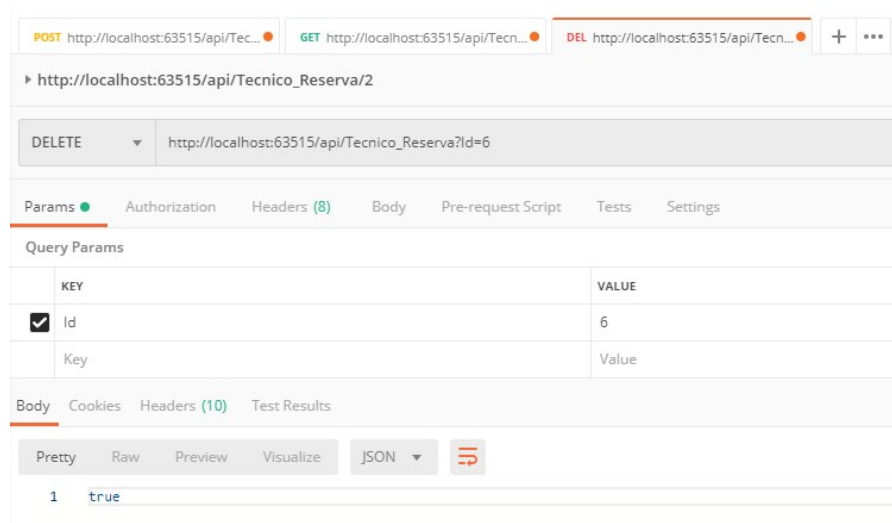 POST http://localhost:63515/api/Tec... GET http://localhost:63515/api/Tecn... DEL http://localhost:63515/api/Tecn... + •••
http://localhost:63515/api/Tecnico_Reserva/2
DELETE http://localhost:63515/api/Tecnico_Reserva?Id=6
Params Authorization Headers (8) Body Pre-request Script Tests Settings
Query Params
KEY VALUE
Id 6
Key Value
Body Cookies Headers (10) Test Results
Pretty Raw Preview Visualize JSON
1 true